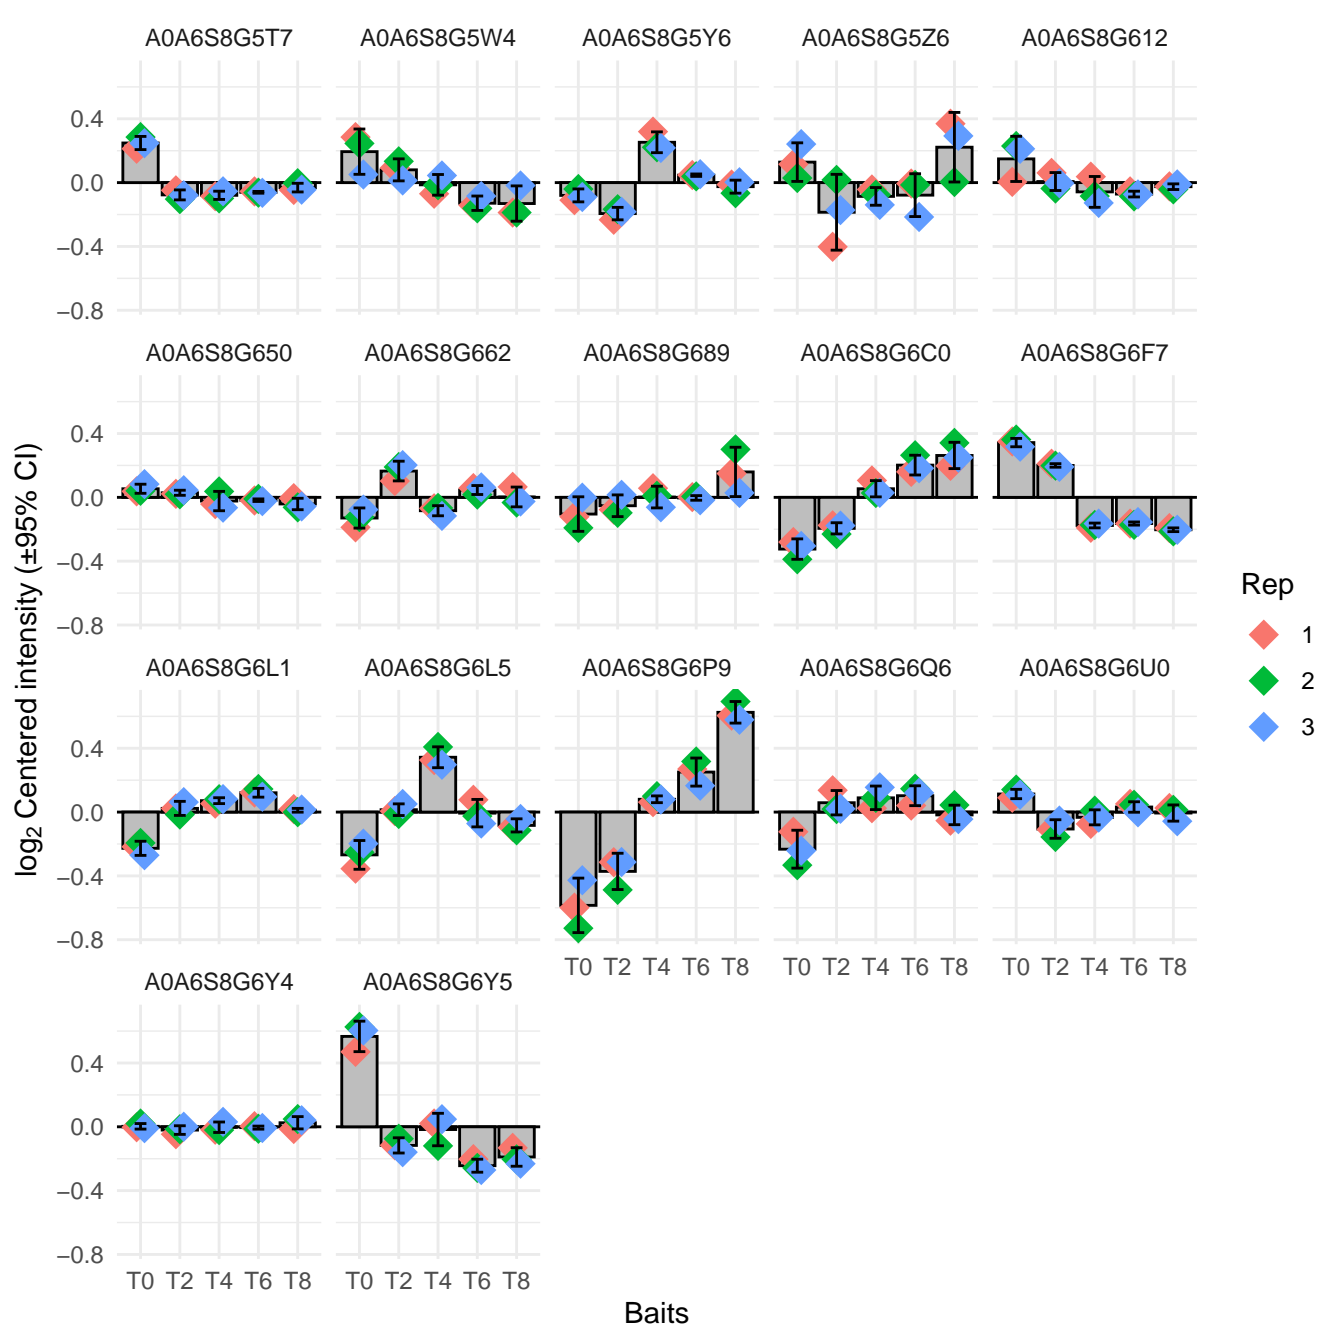 A0A6S8G5T7 A0A6S8G5W4 A0A6S8G5Y6 A0A6S8G5Z6 A0A6S8G612
0.4
0.0
−0.4
−0.8
A0A6S8G650 A0A6S8G662 A0A6S8G689 A0A6S8G6C0 A0A6S8G6F7
0.4
0.0
−0.4
−0.8
A0A6S8G6L1 A0A6S8G6L5 A0A6S8G6P9 A0A6S8G6Q6 A0A6S8G6U0
0.4
0.0
−0.4
−0.8
T0 T2 T4 T6 T8 T0 T2 T4 T6 T8 T0 T2 T4 T6 T8
A0A6S8G6Y4 A0A6S8G6Y5
0.4
0.0
−0.4
−0.8
T0 T2 T4 T6 T8 T0 T2 T4 T6 T8
Baits
log₂ Centered intensity (±95% CI)
Rep
1
2
3